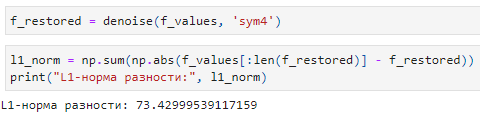 f_restored = denoise(f_values, 'sym4')
l1_norm = np.sum(np.abs(f_values[:len(f_restored)] - f_restored))
print("L1-норма разности:", l1_norm)
L1-норма разности: 73.42999539117159